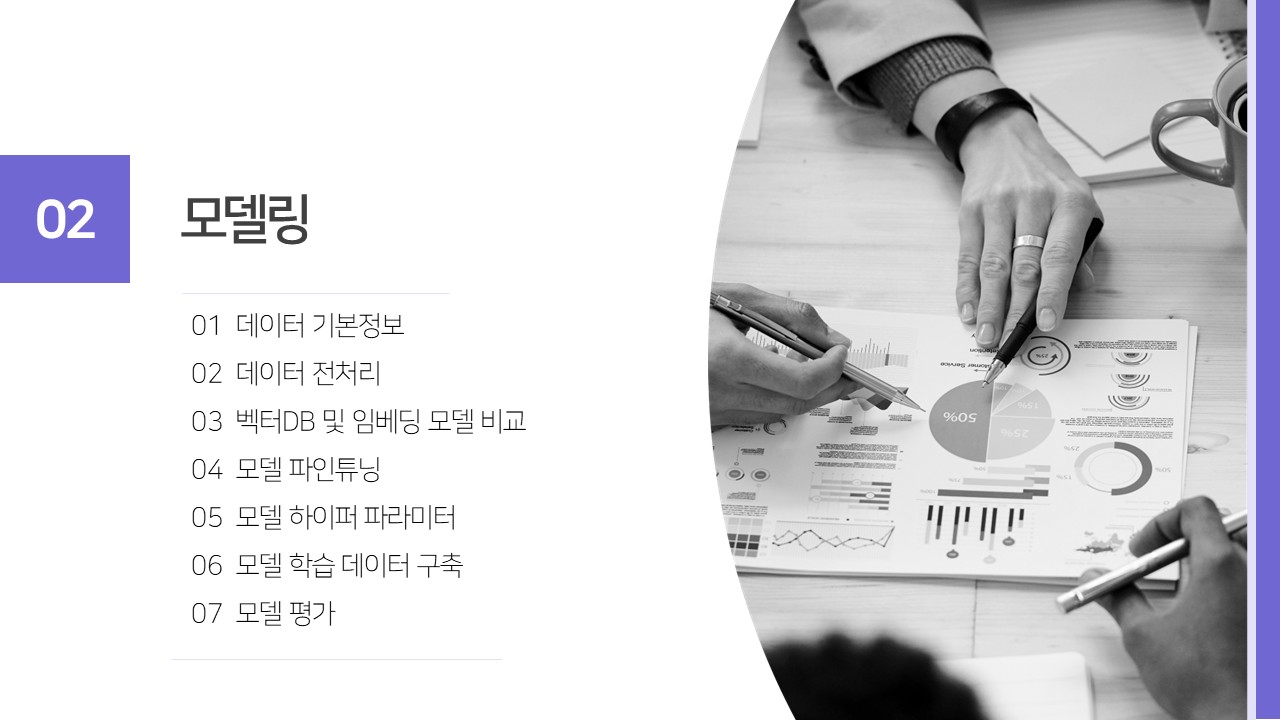 02
모델링
01 데이터 기본정보
02 데이터 전처리
03 벡터DB 및 임베딩 모델 비교
04 모델 파인튜닝
05 모델 하이퍼 파라미터
06 모델 학습 데이터 구축
07 모델 평가
50%
25%
15%